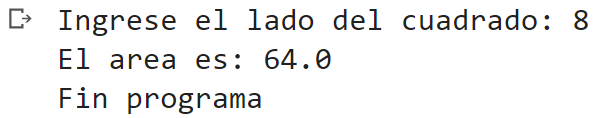 Ingrese el lado del cuadrado: 8
El area es: 64.0
Fin programa